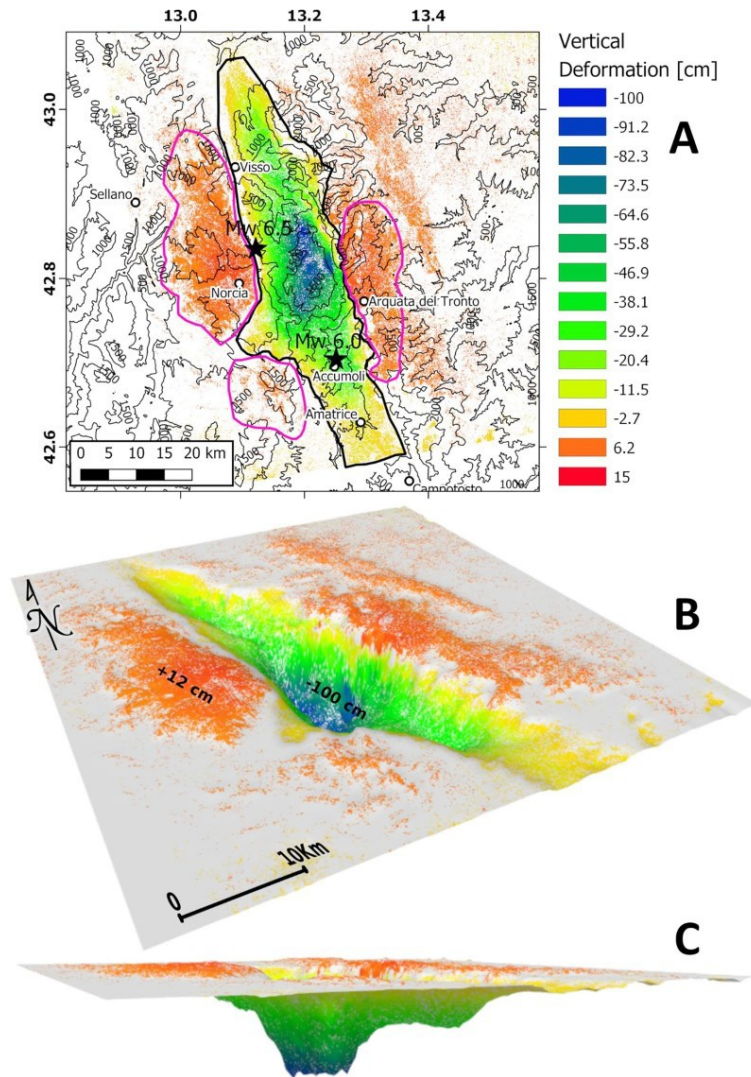 13.0 13.2 13.4
43.0
42.8
42.6
Vertical
Deformation [cm]
-100
-91.2
-82.3
-73.5
-64.6
-55.8
-46.9
-38.1
-29.2
-20.4
-11.5
-2.7
6.2
15
A
Sellano
Visso
Mw 6.5
Norcia
Arquata del Tronto
Mw 6.0
Accumoli
Amatrice
Campotosto
0 5 10 15 20 km
1000
N
B
+12 cm
-100 cm
0 10Km
C